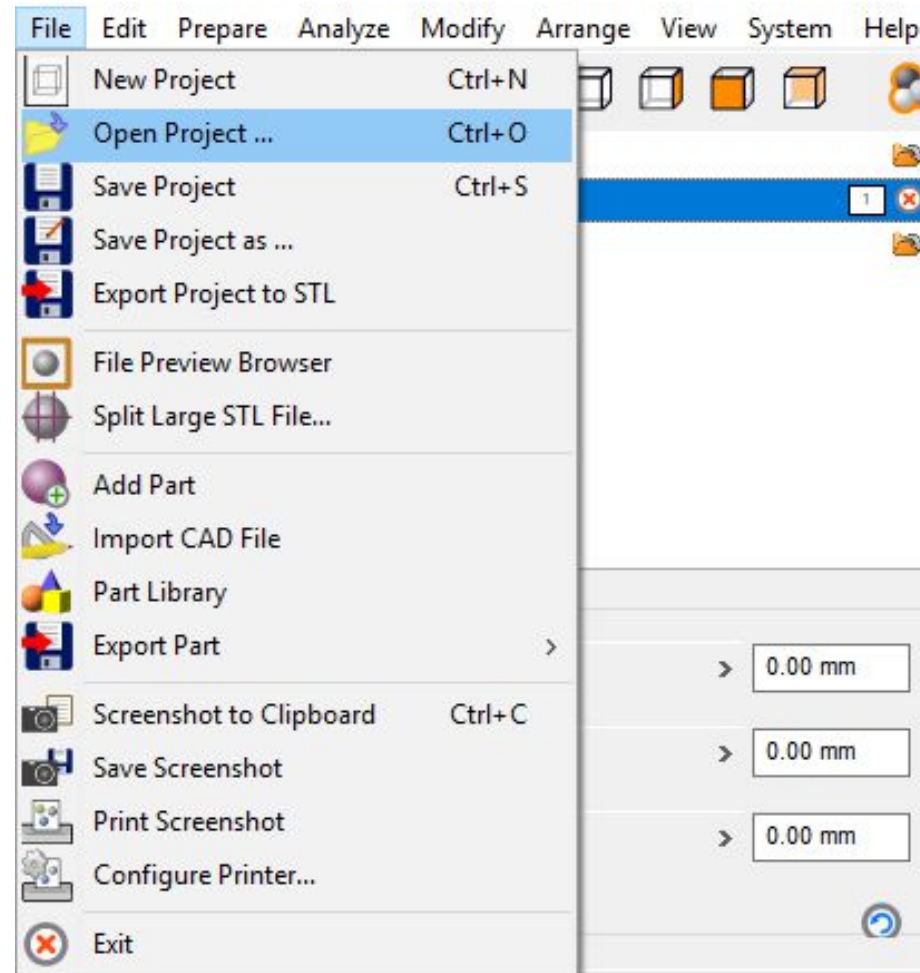 File Edit Prepare Analyze Modify Arrange View System Help
New Project Ctrl+N
Open Project ... Ctrl+O
Save Project Ctrl+S
1
Save Project as ...
Export Project to STL
File Preview Browser
Split Large STL File...
Add Part
Import CAD File
Part Library
Export Part >
> 0.00 mm
Screenshot to Clipboard Ctrl+C
Save Screenshot
> 0.00 mm
Print Screenshot
> 0.00 mm
Configure Printer...
Exit